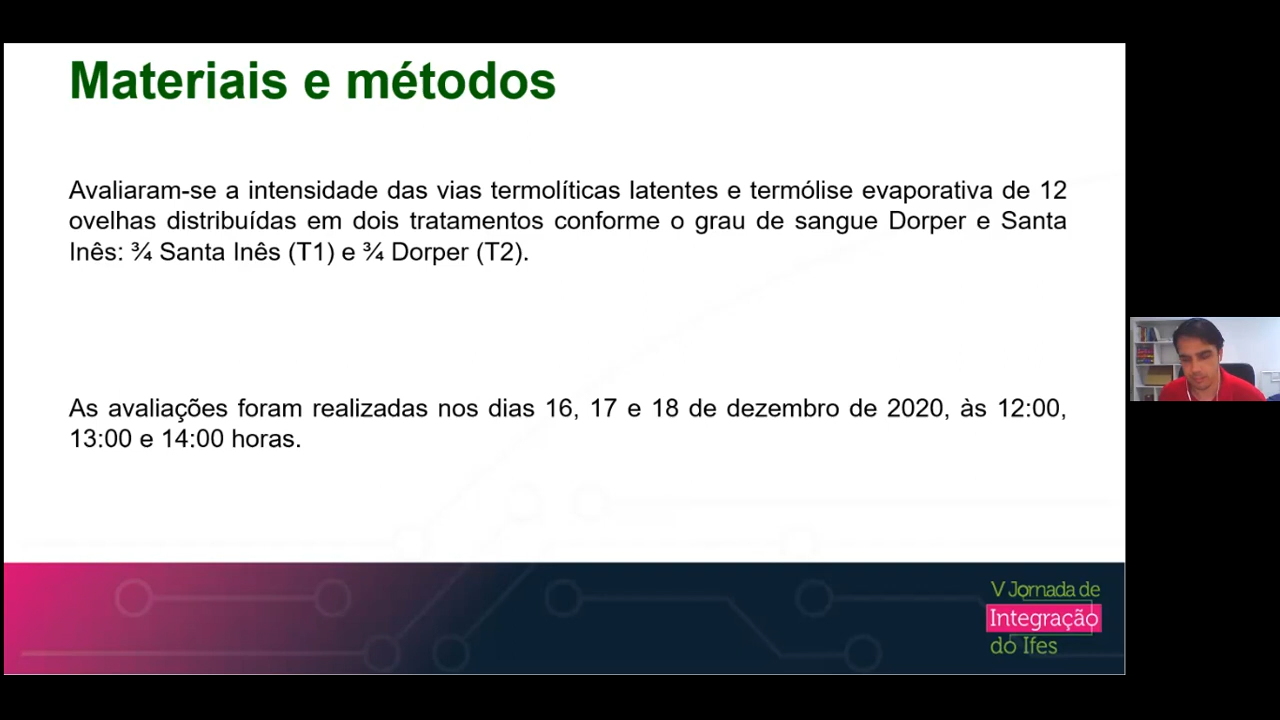 Materiais e métodos
Avaliaram-se a intensidade das vias termolíticas latentes e termólise evaporativa de 12
ovelhas distribuídas em dois tratamentos conforme o grau de sangue Dorper e Santa
Inês: ¾ Santa Inês (T1) e ¾ Dorper (T2).
As avaliações foram realizadas nos dias 16, 17 e 18 de dezembro de 2020, às 12:00,
13:00 e 14:00 horas.
V Jornada de
Integração
do Ifes